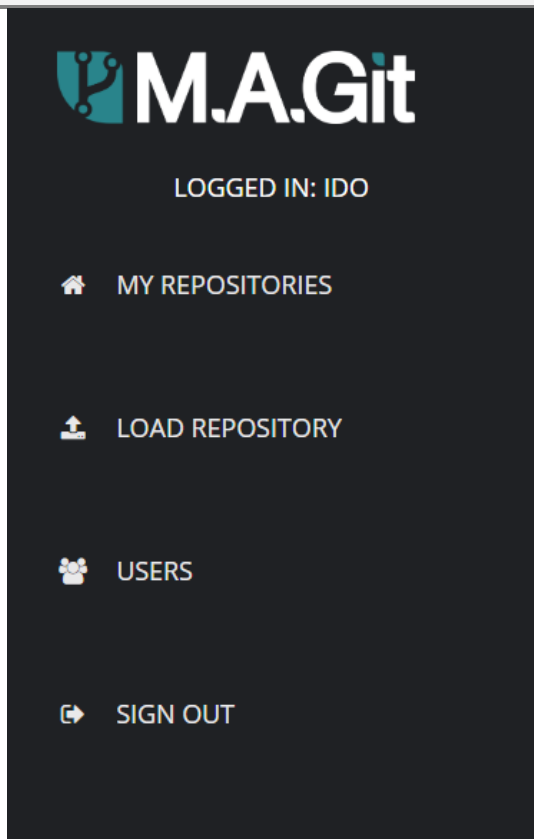 M.A.Git
LOGGED IN: IDO
MY REPOSITORIES
LOAD REPOSITORY
USERS
SIGN OUT